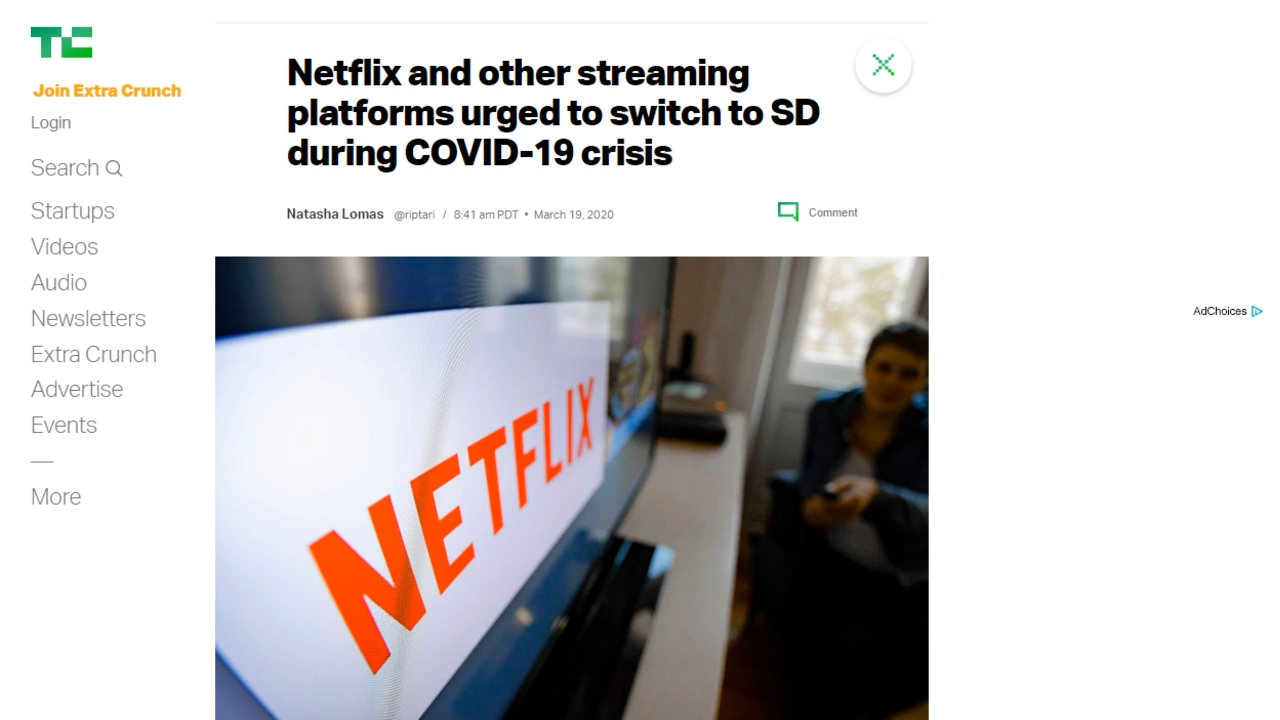 TC
Join Extra Crunch
Login
Search
Startups
Videos
Audio
Newsletters
Extra Crunch
Advertise
Events
—
More
Netflix and other streaming
platforms urged to switch to SD
during COVID-19 crisis
Natasha Lomas @riptari / 8:41 am PDT • March 19, 2020
Comment
NETFLIX
AdChoices